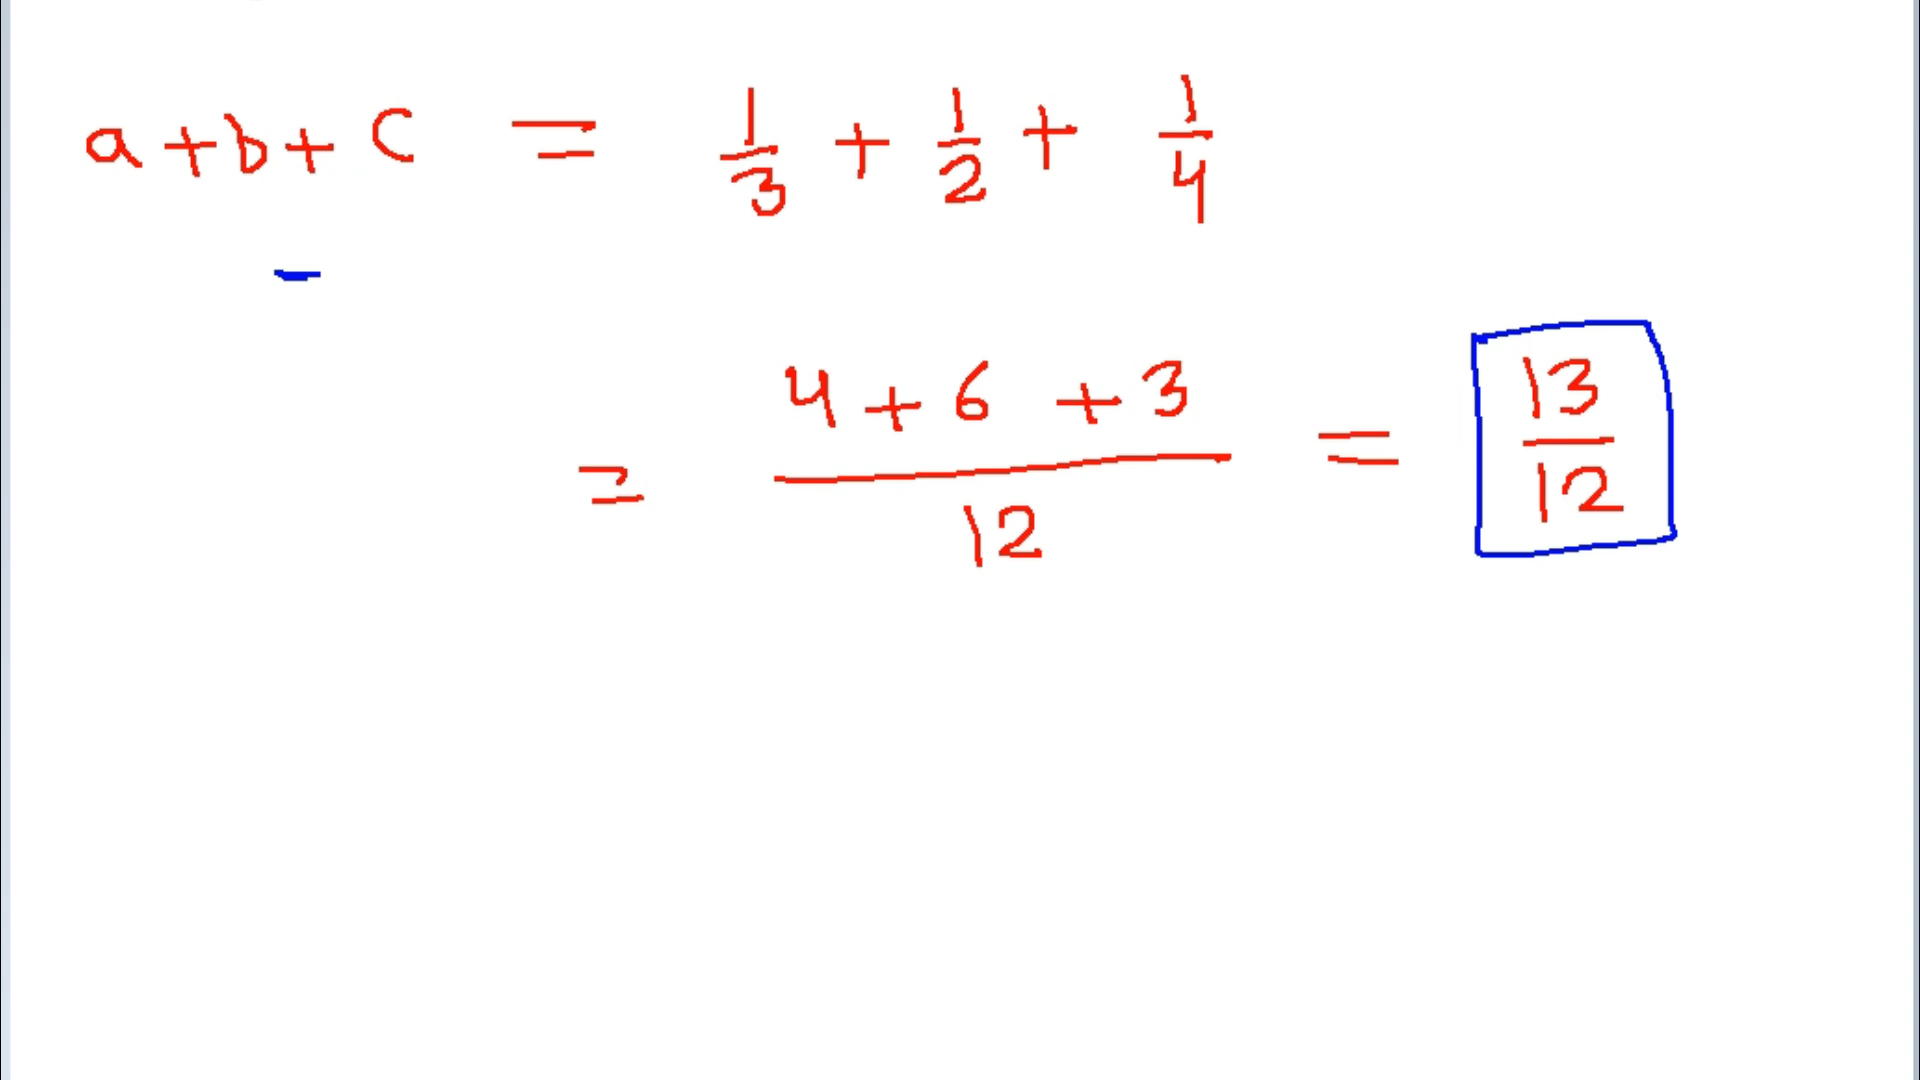 a + b + c = 1/3 + 1/2 + 1/4
= (4 + 6 + 3)/12 = 13/12